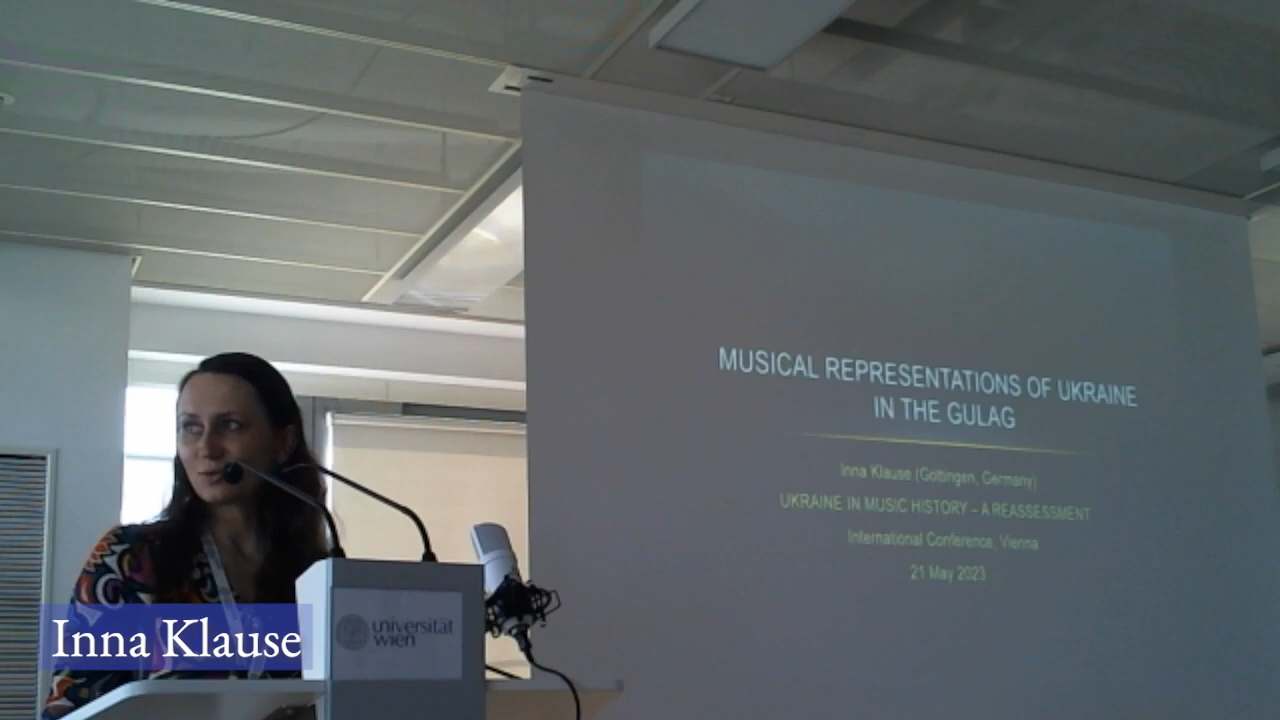 MUSICAL REPRESENTATIONS OF UKRAINE
IN THE GULAG
Inna Klause (Göttingen, Germany)
UKRAINE IN MUSIC HISTORY – A REASSESSMENT
International Conference, Vienna
21 May 2023
universität
wien
Inna Klause